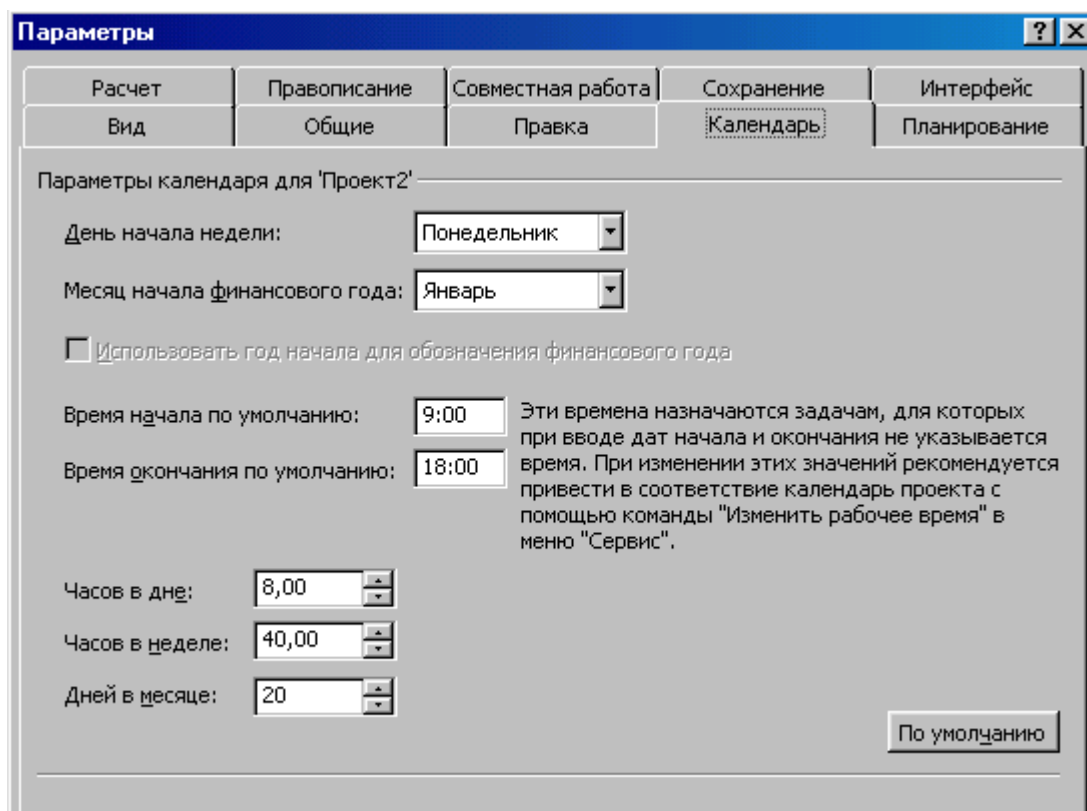 Параметры
Расчет Правописание Совместная работа Сохранение Интерфейс
Вид Общие Правка Календарь Планирование
Параметры календаря для 'Проект2'
День начала недели: Понедельник
Месяц начала финансового года: Январь
Использовать год начала для обозначения финансового года
Время начала по умолчанию: 9:00
Время окончания по умолчанию: 18:00
Эти времена назначаются задачам, для которых
при вводе дат начала и окончания не указывается
время. При изменении этих значений рекомендуется
привести в соответствие календарь проекта с
помощью команды "Изменить рабочее время" в
меню "Сервис".
Часов в дне: 8,00
Часов в неделе: 40,00
Дней в месяце: 20
По умолчанию